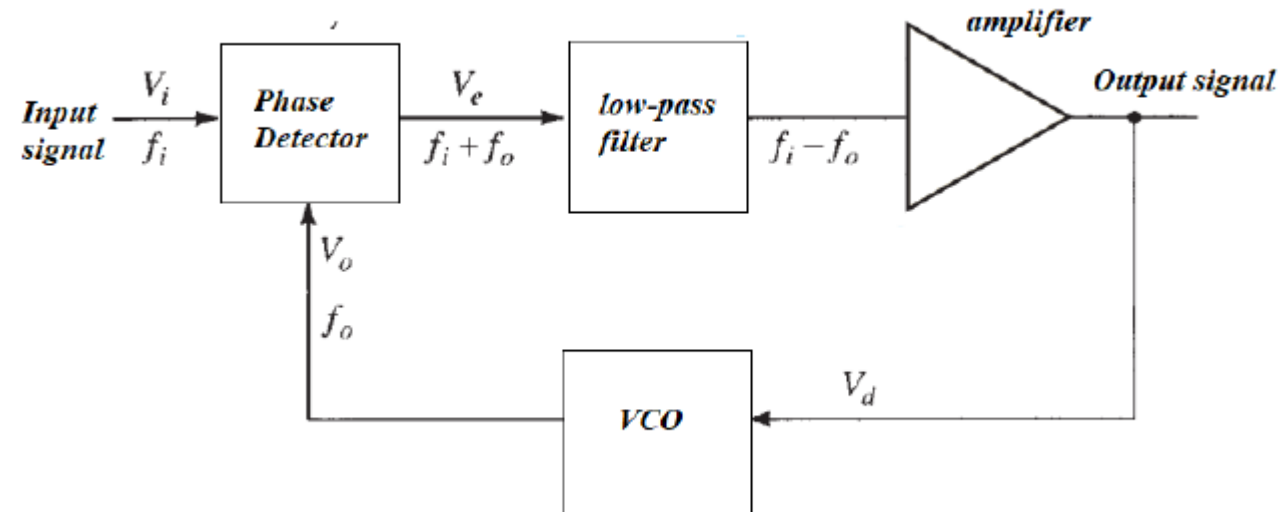 amplifier
Output signal
Input
signal
V_i
f_i
Phase
Detector
V_e
f_i + f_o
low-pass
filter
f_i − f_o
V_o
f_o
VCO
V_d